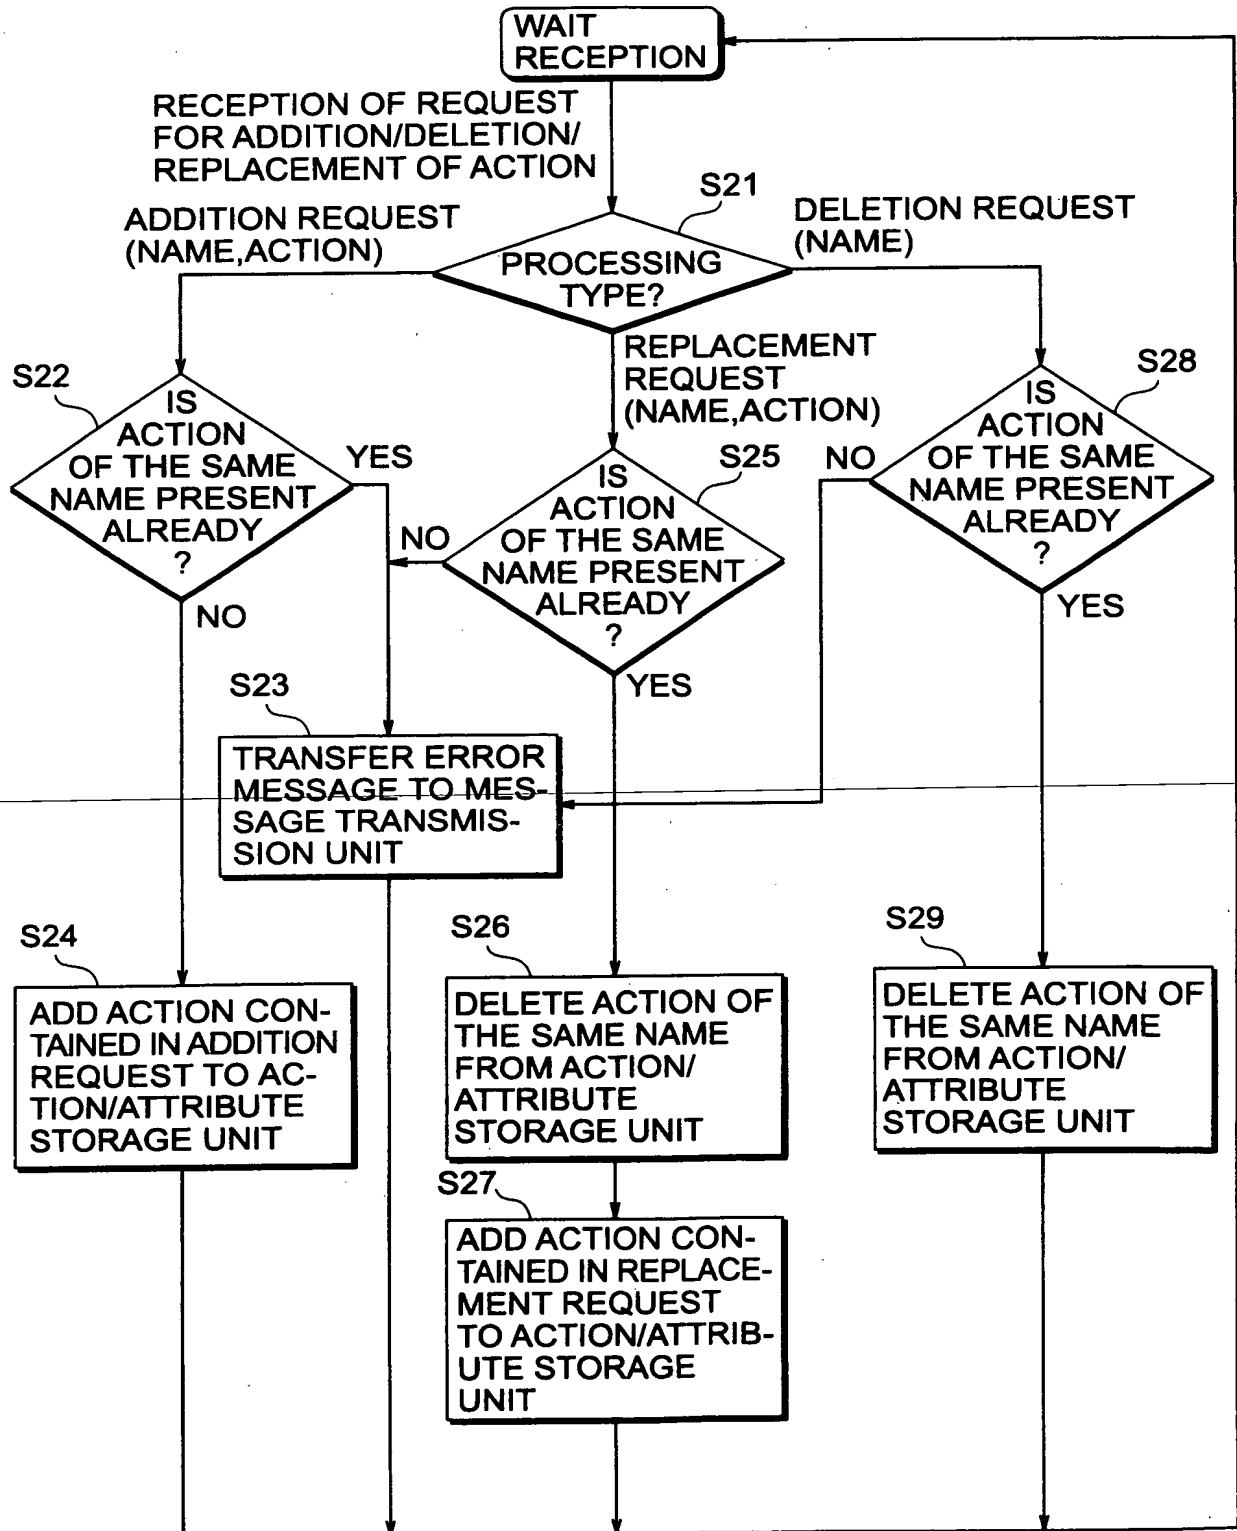 WAIT
RECEPTION
RECEPTION OF REQUEST
FOR ADDITION/DELETION/
REPLACEMENT OF ACTION
S21
ADDITION REQUEST
(NAME,ACTION)
DELETION REQUEST
(NAME)
PROCESSING
TYPE?
REPLACEMENT
REQUEST
(NAME,ACTION)
S22
IS
ACTION
OF THE SAME
NAME PRESENT
ALREADY
?
YES
NO
S25
IS
ACTION
OF THE SAME
NAME PRESENT
ALREADY
?
NO
YES
S28
IS
ACTION
OF THE SAME
NAME PRESENT
ALREADY
?
NO
YES
S23
TRANSFER ERROR
MESSAGE TO MES-
SAGE TRANSMIS-
SION UNIT
S24
ADD ACTION CON-
TAINED IN ADDITION
REQUEST TO AC-
TION/ATTRIBUTE
STORAGE UNIT
S26
DELETE ACTION OF
THE SAME NAME
FROM ACTION/
ATTRIBUTE
STORAGE UNIT
S27
ADD ACTION CON-
TAINED IN REPLACE-
MENT REQUEST
TO ACTION/ATTRIB-
UTE STORAGE
UNIT
S29
DELETE ACTION OF
THE SAME NAME
FROM ACTION/
ATTRIBUTE
STORAGE UNIT